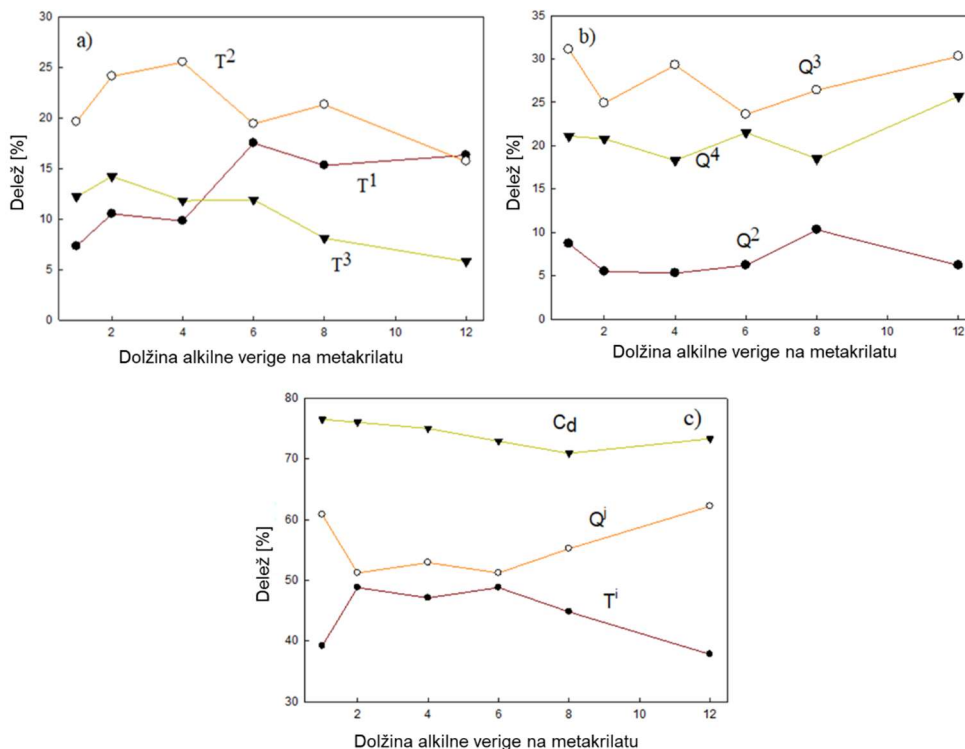 a)
T²
T¹
T³
Delež [%]
30
25
20
15
10
5
0
2 4 6 8 10 12
Dolžina alkilne verige na metakrilatu
b)
Q³
Q⁴
Q²
Delež [%]
35
30
25
20
15
10
5
0
2 4 6 8 10 12
Dolžina alkilne verige na metakrilatu
c)
Cd
Qʲ
Tⁱ
Delež [%]
80
70
60
50
40
30
2 4 6 8 10 12
Dolžina alkilne verige na metakrilatu